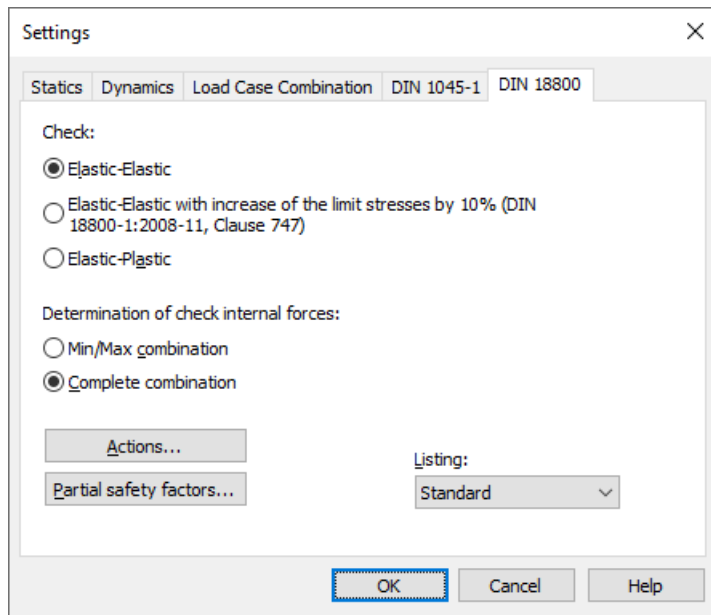 Settings
Statics Dynamics Load Case Combination DIN 1045-1 DIN 18800
Check:
Elastic-Elastic
Elastic-Elastic with increase of the limit stresses by 10% (DIN
18800-1:2008-11, Clause 747)
Elastic-Plastic
Determination of check internal forces:
Min/Max combination
Complete combination
Actions...
Listing:
Partial safety factors...
Standard
OK Cancel Help